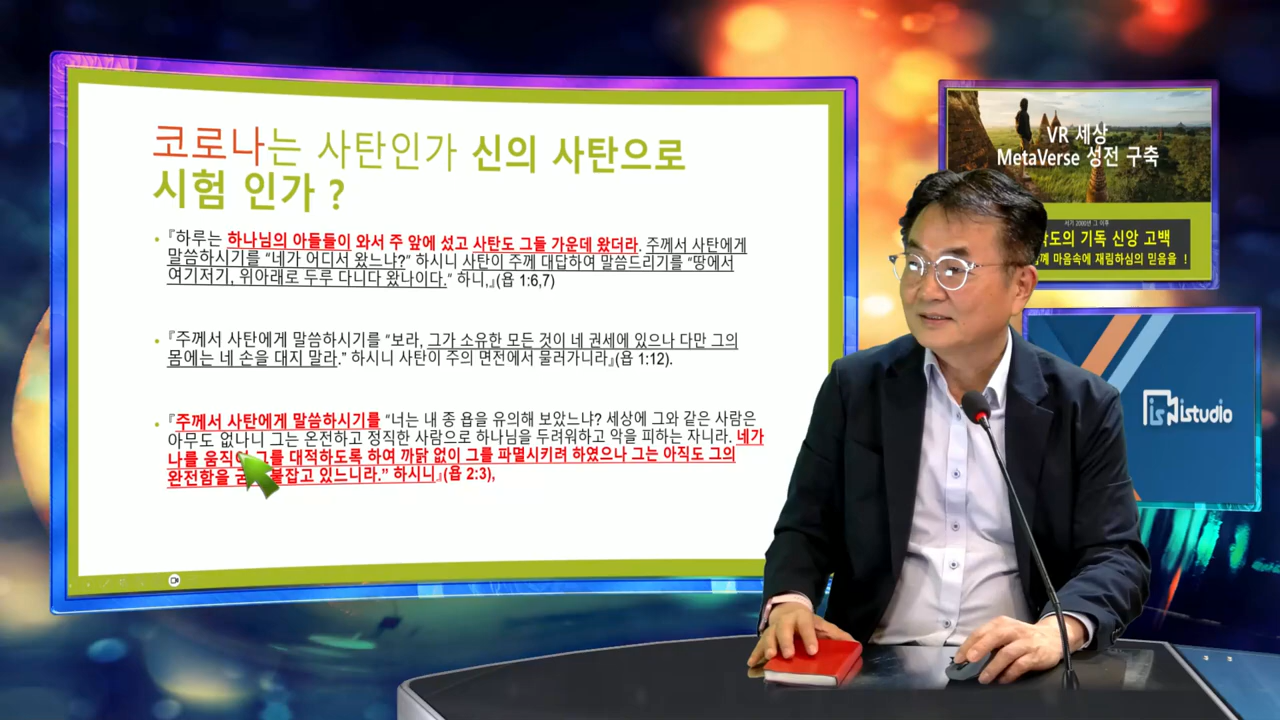 코로나는 사탄인가 신의 사탄으로
시험 인가 ?
• 『하루는 하나님의 아들들이 와서 주 앞에 섰고 사탄도 그들 가운데 왔더라. 주께서 사탄에게
말씀하시기를 “네가 어디서 왔느냐?” 하시니 사탄이 주께 대답하여 말씀드리기를 “땅에서
여기저기, 위아래로 두루 다니다 왔나이다.” 하니,』(욥 1:6,7)
• 『주께서 사탄에게 말씀하시기를 “보라, 그가 소유한 모든 것이 네 권세에 있으나 다만 그의
몸에는 네 손을 대지 말라.” 하시니 사탄이 주의 면전에서 물러가니라』(욥 1:12).
• 『주께서 사탄에게 말씀하시기를 “너는 내 종 욥을 유의해 보았느냐? 세상에 그와 같은 사람은
아무도 없나니 그는 온전하고 정직한 사람으로 하나님을 두려워하고 악을 피하는 자니라. 네가
나를 그를 대적하도록 하여 까닭 없이 그를 파멸시키려 하였으나 그는 아직도 그의
완전함을 있느니라.” 하시니』(욥 2:3),
VR 세상
MetaVerse 성전 구축
서기 2000년 그 이후
기독 신앙 고백
마음속에 재림하심의 믿음을 !
is istudio